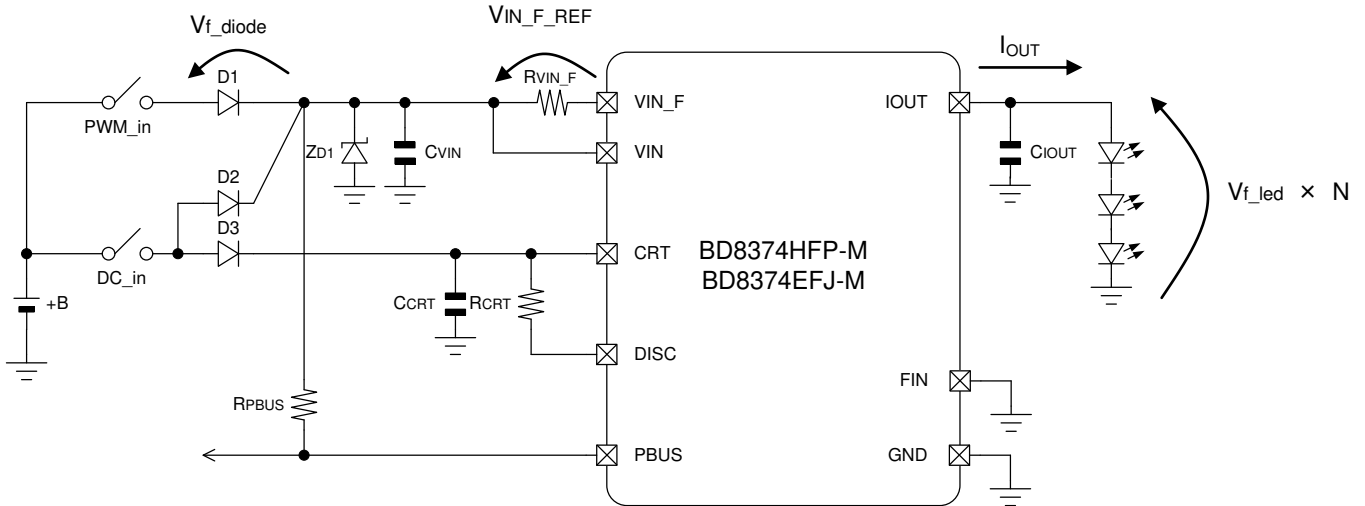 VIN_F_REF
Vf_diode
IOUT
D1
RVIN_F
VIN_F
IOUT
PWM_in
ZD1
CVIN
VIN
CIOUT
D2
Vf_led × N
D3
CRT
BD8374HFP-M
BD8374EFJ-M
DC_in
+B
CCRT
RCRT
DISC
FIN
RPBUS
PBUS
GND